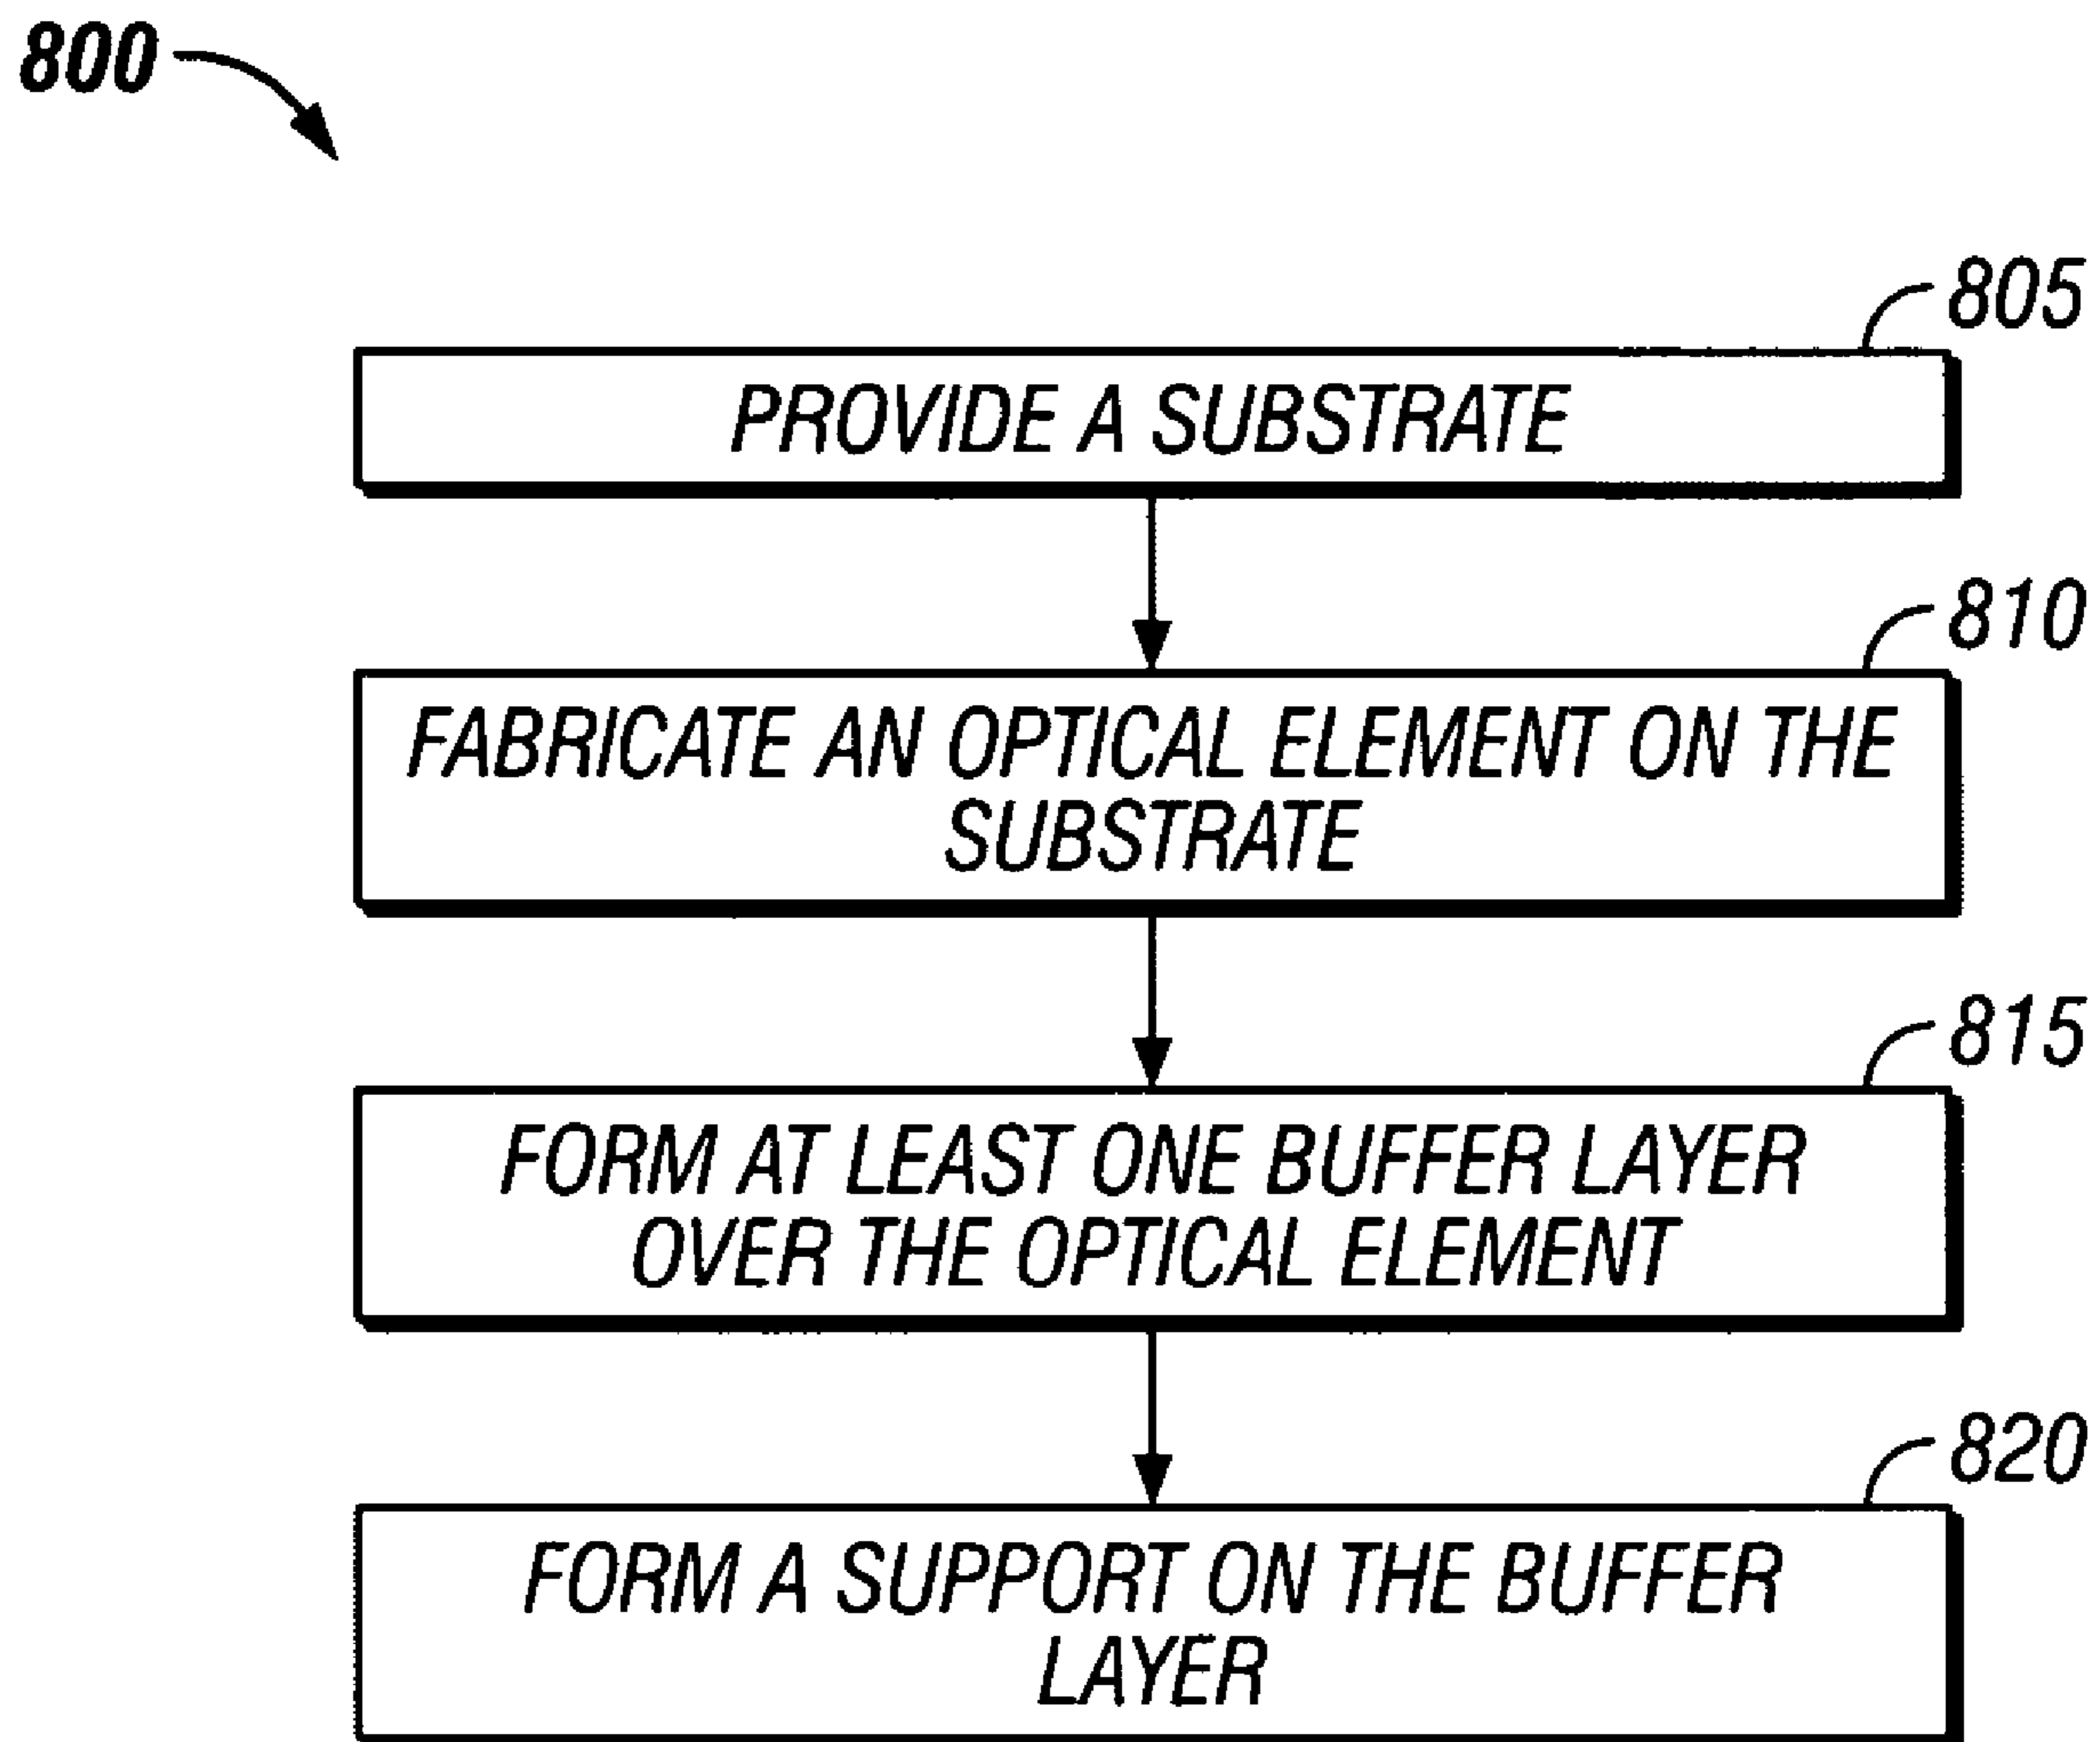 800
805
PROVIDE A SUBSTRATE
810
FABRICATE AN OPTICAL ELEMENT ON THE
SUBSTRATE
815
FORM AT LEAST ONE BUFFER LAYER
OVER THE OPTICAL ELEMENT
820
FORM A SUPPORT ON THE BUFFER
LAYER